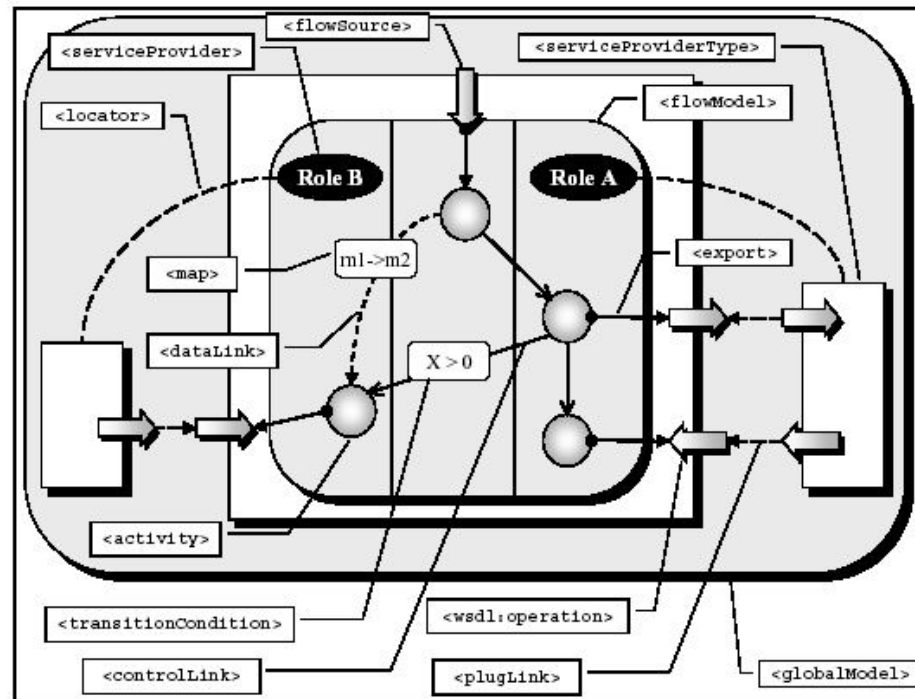 <flowSource>
<serviceProvider>
<serviceProviderType>
<flowModel>
<locator>
Role B
Role A
<map>
m1->m2
<export>
<dataLink>
X > 0
<activity>
<transitionCondition>
<wsdl:operation>
<controlLink>
<plugLink>
<globalModel>